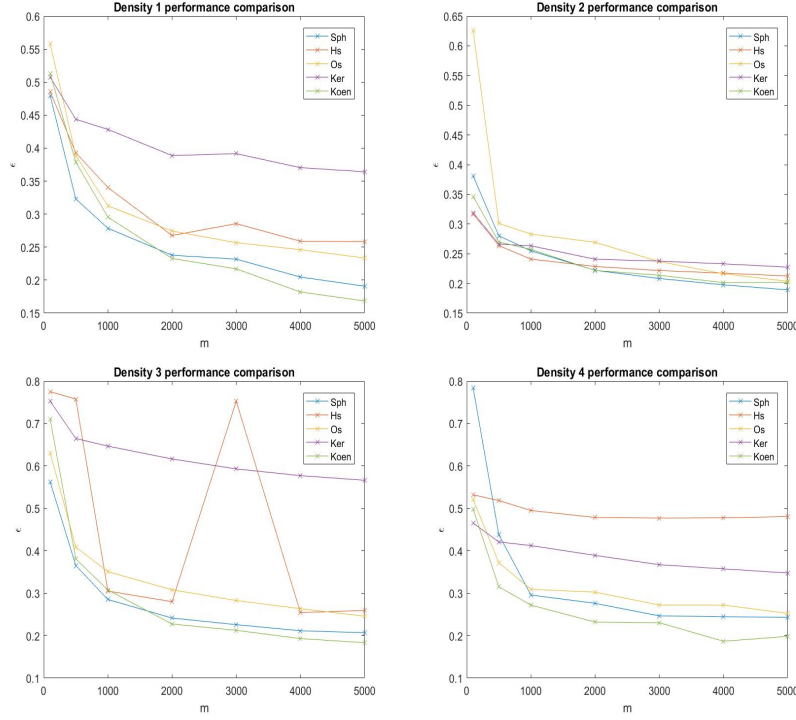 Density 1 performance comparison
0.6
0.55
0.5
0.45
0.4
0.35
0.3
0.25
0.2
0.15
ϵ
0 1000 2000 3000 4000 5000
m
Sph
Hs
Os
Ker
Koen
Density 2 performance comparison
0.65
0.6
0.55
0.5
0.45
0.4
0.35
0.3
0.25
0.2
0.15
ϵ
0 1000 2000 3000 4000 5000
m
Sph
Hs
Os
Ker
Koen
Density 3 performance comparison
0.8
0.7
0.6
0.5
0.4
0.3
0.2
0.1
ϵ
0 1000 2000 3000 4000 5000
m
Sph
Hs
Os
Ker
Koen
Density 4 performance comparison
0.8
0.7
0.6
0.5
0.4
0.3
0.2
0.1
ϵ
0 1000 2000 3000 4000 5000
m
Sph
Hs
Os
Ker
Koen